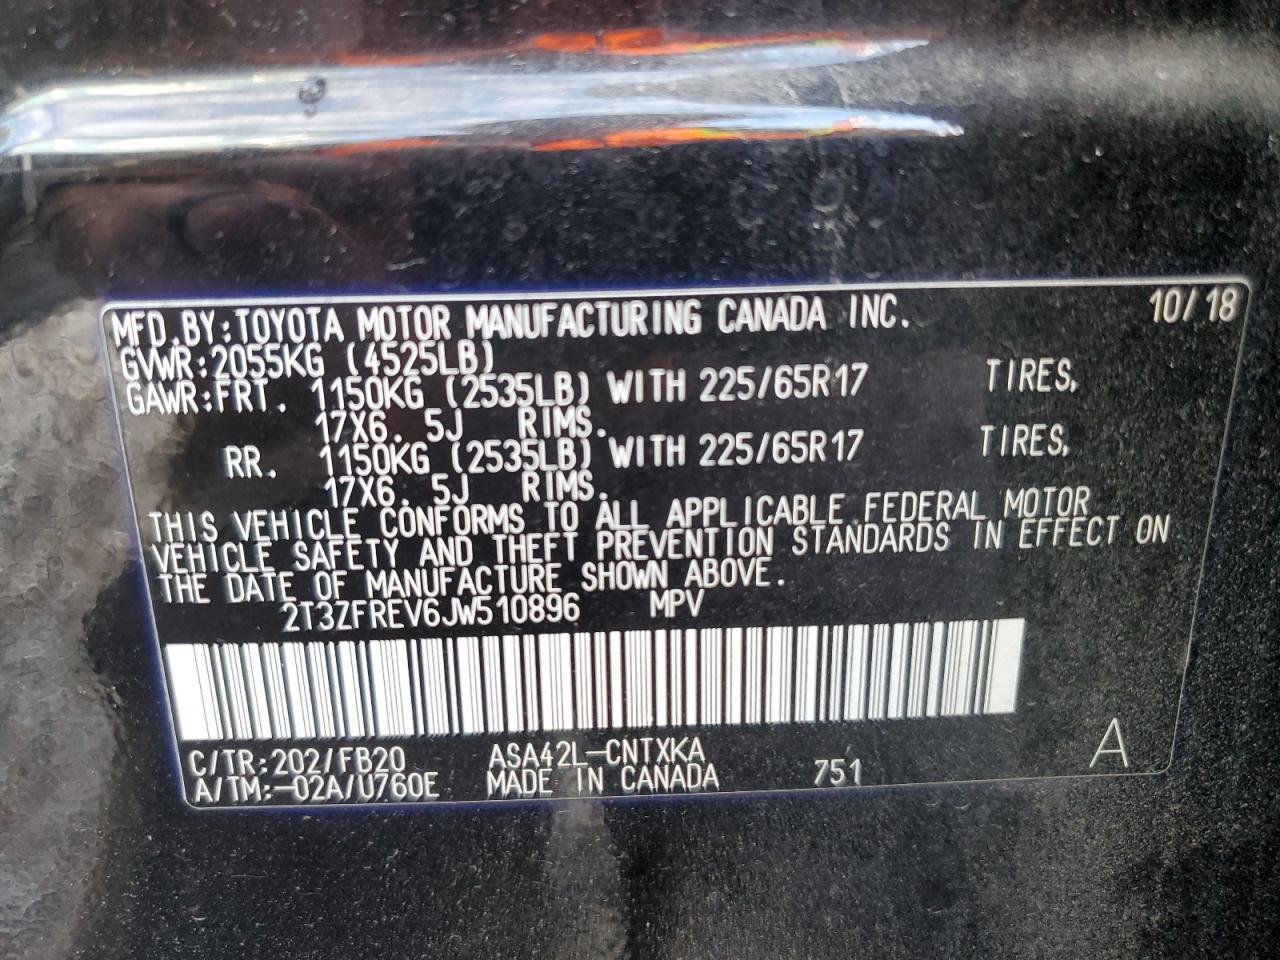 MFD.BY:TOYOTA MOTOR MANUFACTURING CANADA INC. 10/18
GVWR:2055KG (4525LB)
GAWR:FRT. 1150KG (2535LB) WITH 225/65R17 TIRES,
17X6.5J RIMS.
RR. 1150KG (2535LB) WITH 225/65R17 TIRES,
17X6.5J RIMS.
THIS VEHICLE CONFORMS TO ALL APPLICABLE FEDERAL MOTOR
VEHICLE SAFETY AND THEFT PREVENTION STANDARDS IN EFFECT ON
THE DATE OF MANUFACTURE SHOWN ABOVE.
2T3ZFREV6JW510896 MPV
C/TR:202/FB20 ASA42L-CNTXKA A
A/TM:-02A/U760E MADE IN CANADA 751